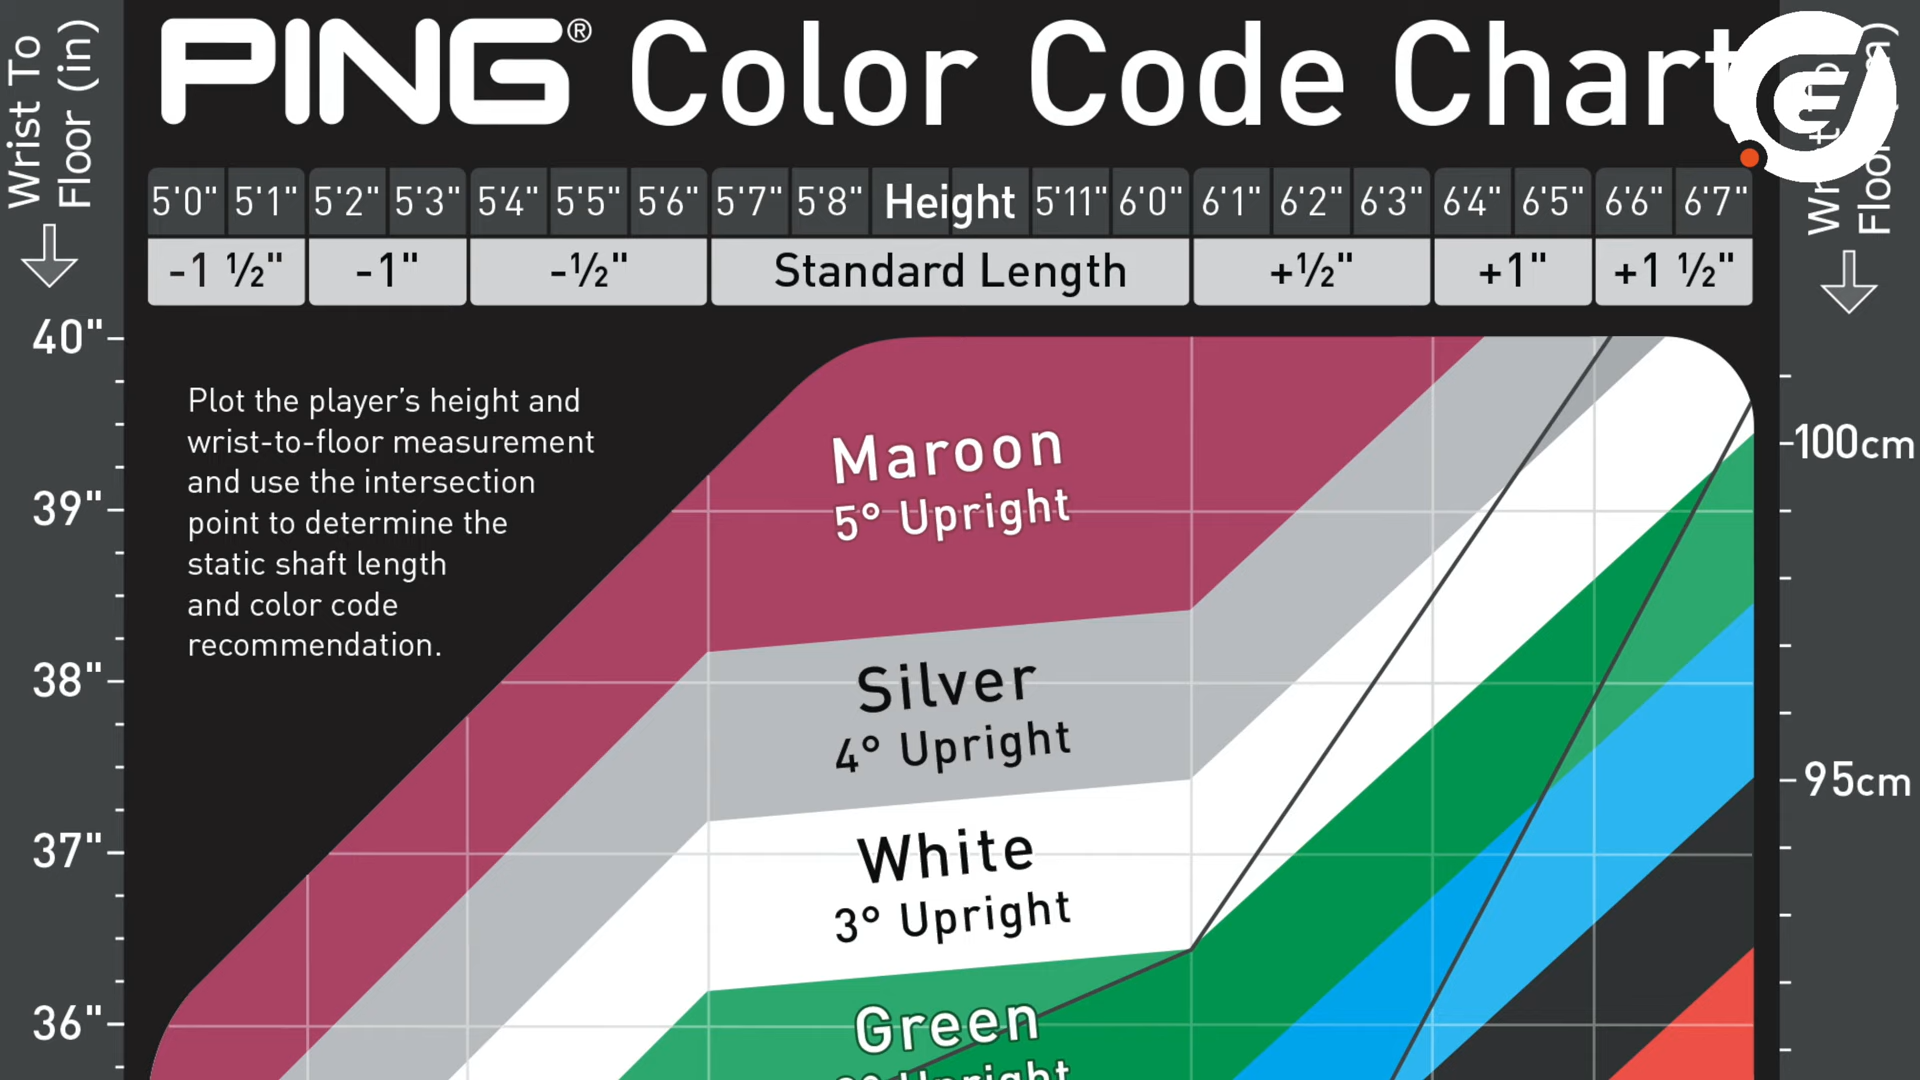 PING® Color Code Chart
Wrist To
Floor (in)
5'0" 5'1" 5'2" 5'3" 5'4" 5'5" 5'6" 5'7" 5'8" Height 5'11" 6'0" 6'1" 6'2" 6'3" 6'4" 6'5" 6'6" 6'7"
-1 ½" -1" -½" Standard Length +½" +1" +1 ½"
40"
Plot the player’s height and
wrist-to-floor measurement
and use the intersection
point to determine the
static shaft length
and color code
recommendation.
Maroon
5° Upright
100cm
39"
38"
Silver
4° Upright
95cm
37"
White
3° Upright
36"
Green
Upright